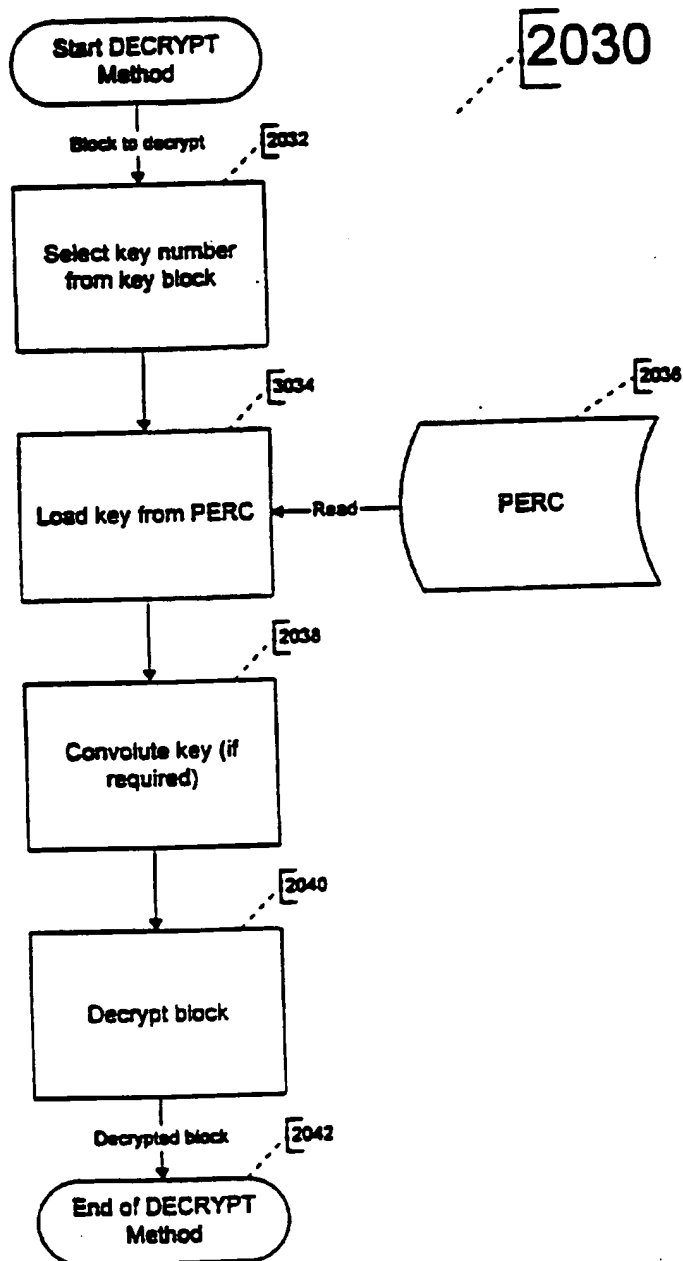 2030
Start DECRYPT
Method
Block to decrypt
2032
Select key number
from key block
3034
2036
Load key from PERC
Read
PERC
2038
Convolute key (if
required)
2040
Decrypt block
Decrypted block
2042
End of DECRYPT
Method